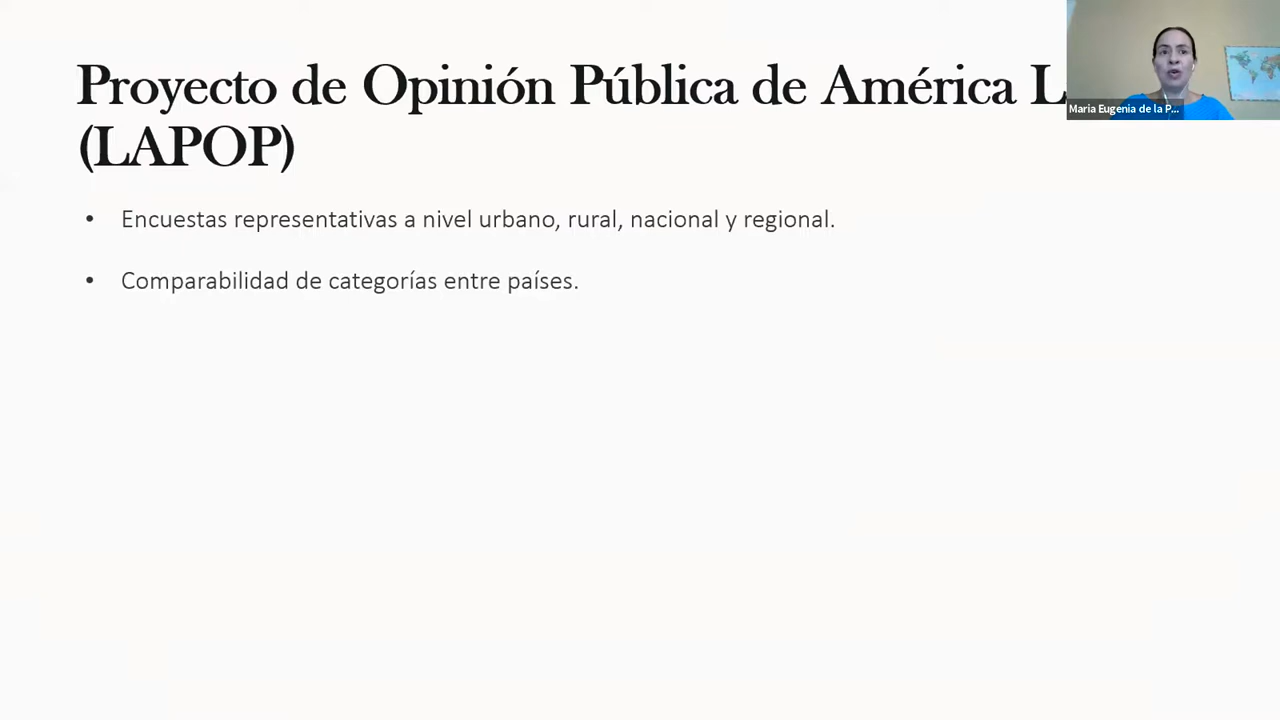 Proyecto de Opinión Pública de América L
(LAPOP)
Maria Eugenia de la P...
• Encuestas representativas a nivel urbano, rural, nacional y regional.
• Comparabilidad de categorías entre países.